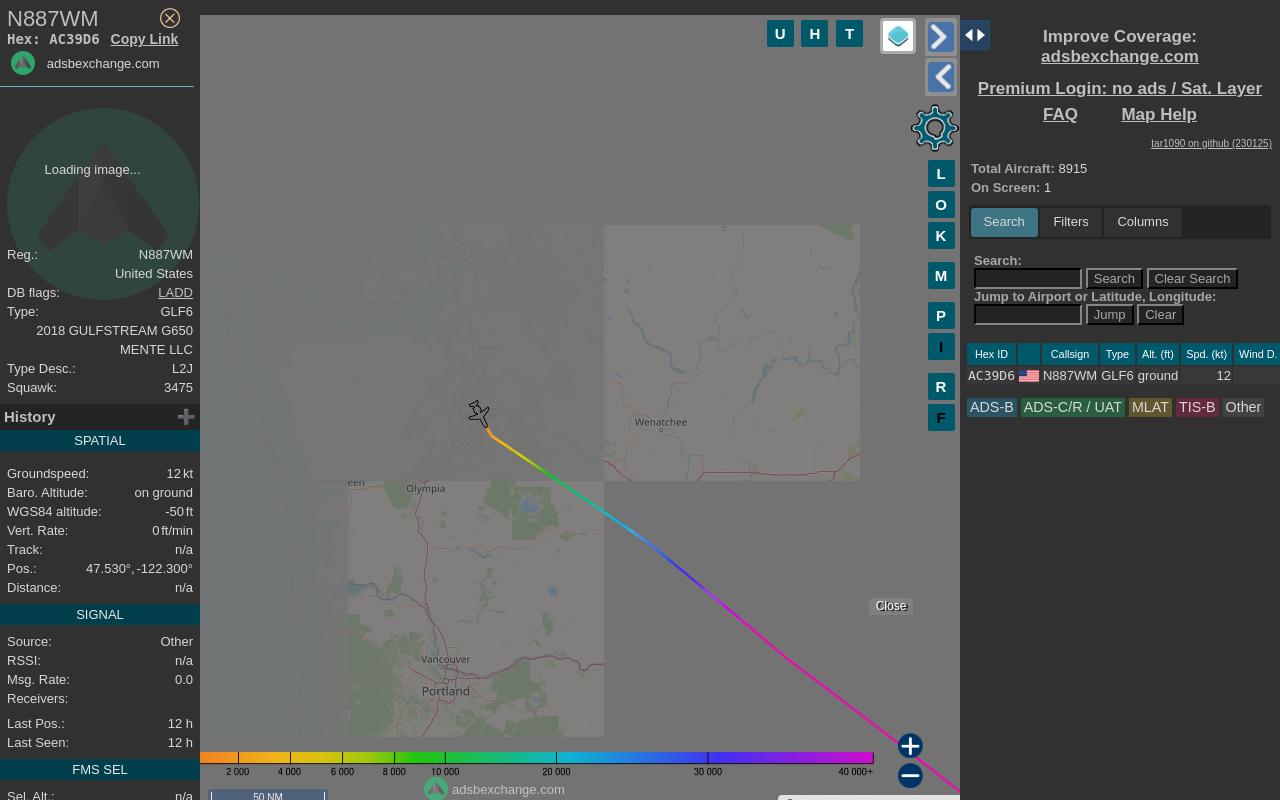 N887WM
Hex: AC39D6 Copy Link
adsbexchange.com
Loading image...
Reg.: N887WM
United States
DB flags: LADD
Type: GLF6
2018 GULFSTREAM G650
MENTE LLC
Type Desc.: L2J
Squawk: 3475
History
SPATIAL
Groundspeed: 12 kt
Baro. Altitude: on ground
WGS84 altitude: -50 ft
Vert. Rate: 0 ft/min
Track: n/a
Pos.: 47.530°, -122.300°
Distance: n/a
SIGNAL
Source: Other
RSSI: n/a
Msg. Rate: 0.0
Receivers:
Last Pos.: 12 h
Last Seen: 12 h
FMS SEL
Sel. Alt.: n/a
U H T
L
O
K
M
P
I
R
F
Bellingham
Victoria
Everett
Wenatchee
Tacoma
Aberdeen
Olympia
Vancouver
Portland
Close
2 000 4 000 6 000 8 000 10 000 20 000 30 000 40 000+
adsbexchange.com
50 NM
Improve Coverage:
adsbexchange.com
Premium Login: no ads / Sat. Layer
FAQ Map Help
tar1090 on github (230125)
Total Aircraft: 8915
On Screen: 1
Search Filters Columns
Search:
Search Clear Search
Jump to Airport or Latitude, Longitude:
Jump Clear
Hex ID Callsign Type Alt. (ft) Spd. (kt) Wind D.
AC39D6 N887WM GLF6 ground 12
ADS-B ADS-C/R / UAT MLAT TIS-B Other